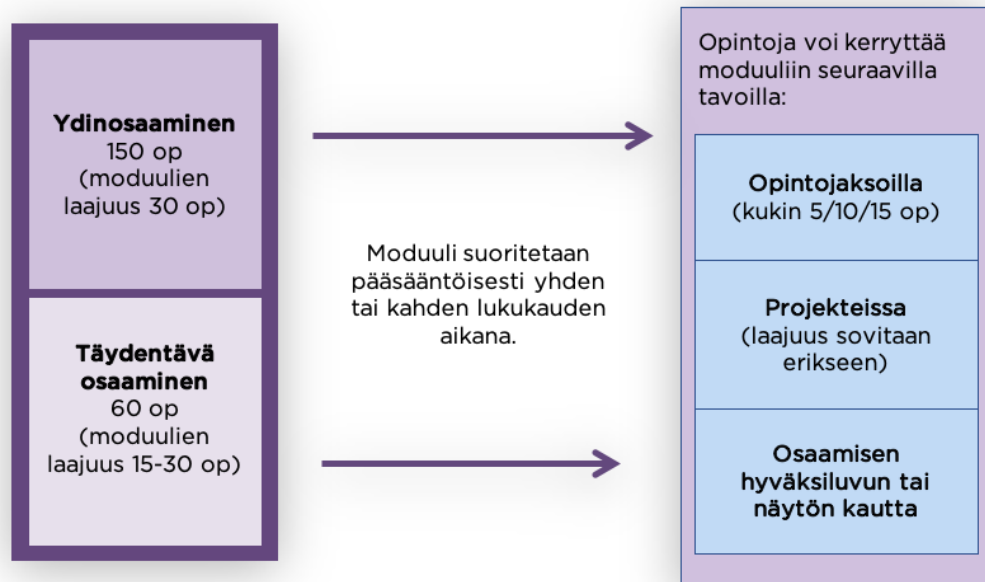 Ydinosaaminen
150 op
(moduulien
laajuus 30 op)
Täydentävä
osaaminen
60 op
(moduulien
laajuus 15-30 op)
Moduuli suoritetaan
pääsääntöisesti yhden
tai kahden lukukauden
aikana.
Opintoja voi kerryttää
moduuliin seuraavilla
tavoilla:
Opintojaksoilla
(kukin 5/10/15 op)
Projekteissa
(laajuus sovitaan
erikseen)
Osaamisen
hyväksiluvun tai
näytön kautta